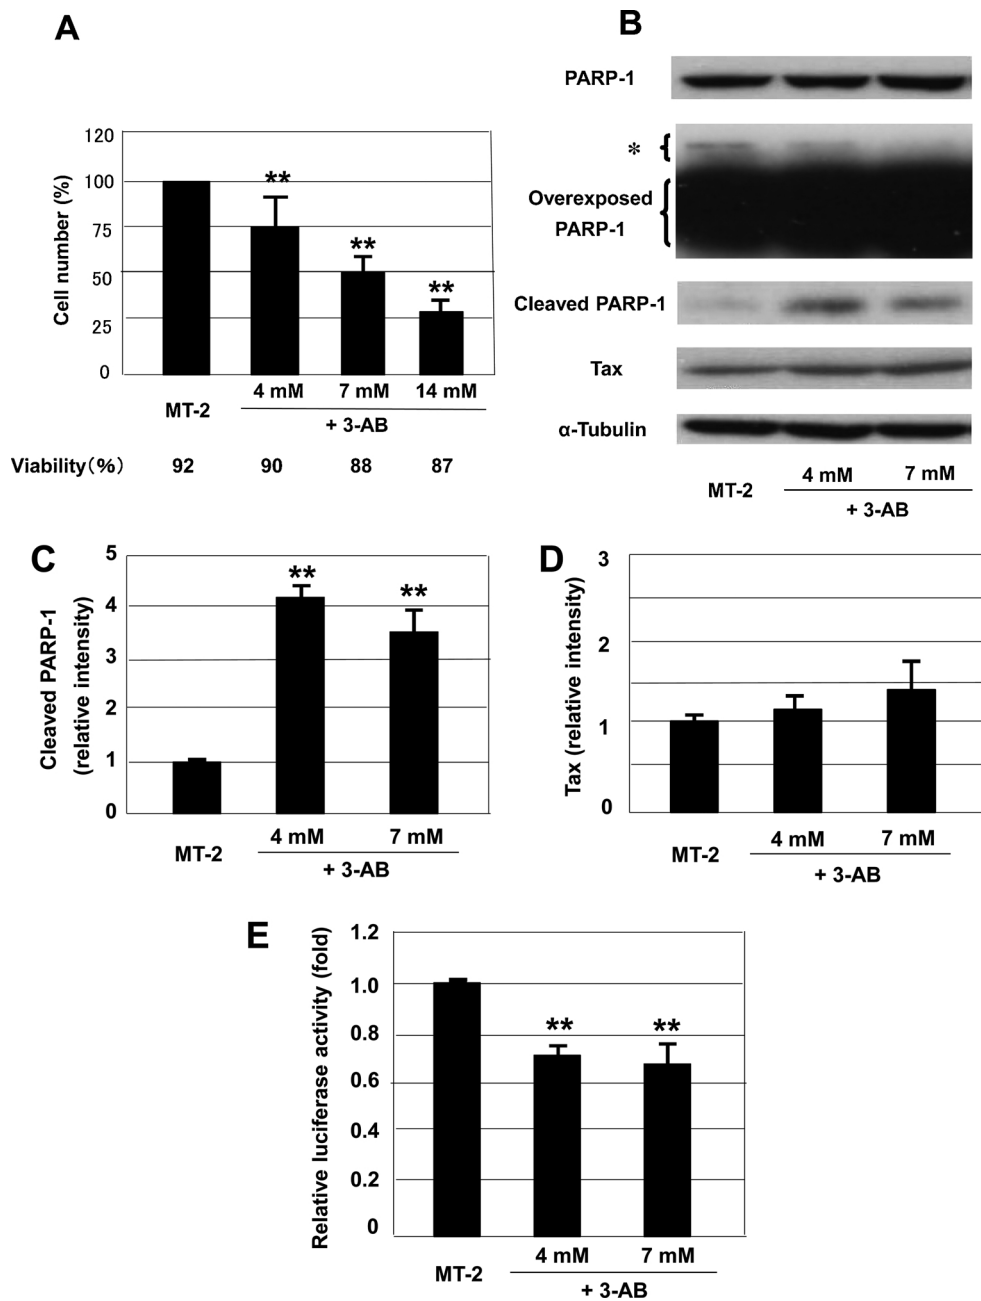 A
Cell number (%)
120
100
75
50
25
0
**
**
**
4 mM 7 mM 14 mM
MT-2
+ 3-AB
Viability(%) 92 90 88 87
B
PARP-1
*
Overexposed
PARP-1
Cleaved PARP-1
Tax
α-Tubulin
4 mM 7 mM
MT-2
+ 3-AB
C
Cleaved PARP-1
(relative intensity)
5
4
3
2
1
0
**
**
4 mM 7 mM
MT-2
+ 3-AB
D
Tax (relative intensity)
3
2
1
0
4 mM 7 mM
MT-2
+ 3-AB
E
Relative luciferase activity (fold)
1.2
1.0
0.8
0.6
0.4
0.2
0
**
**
4 mM 7 mM
MT-2
+ 3-AB